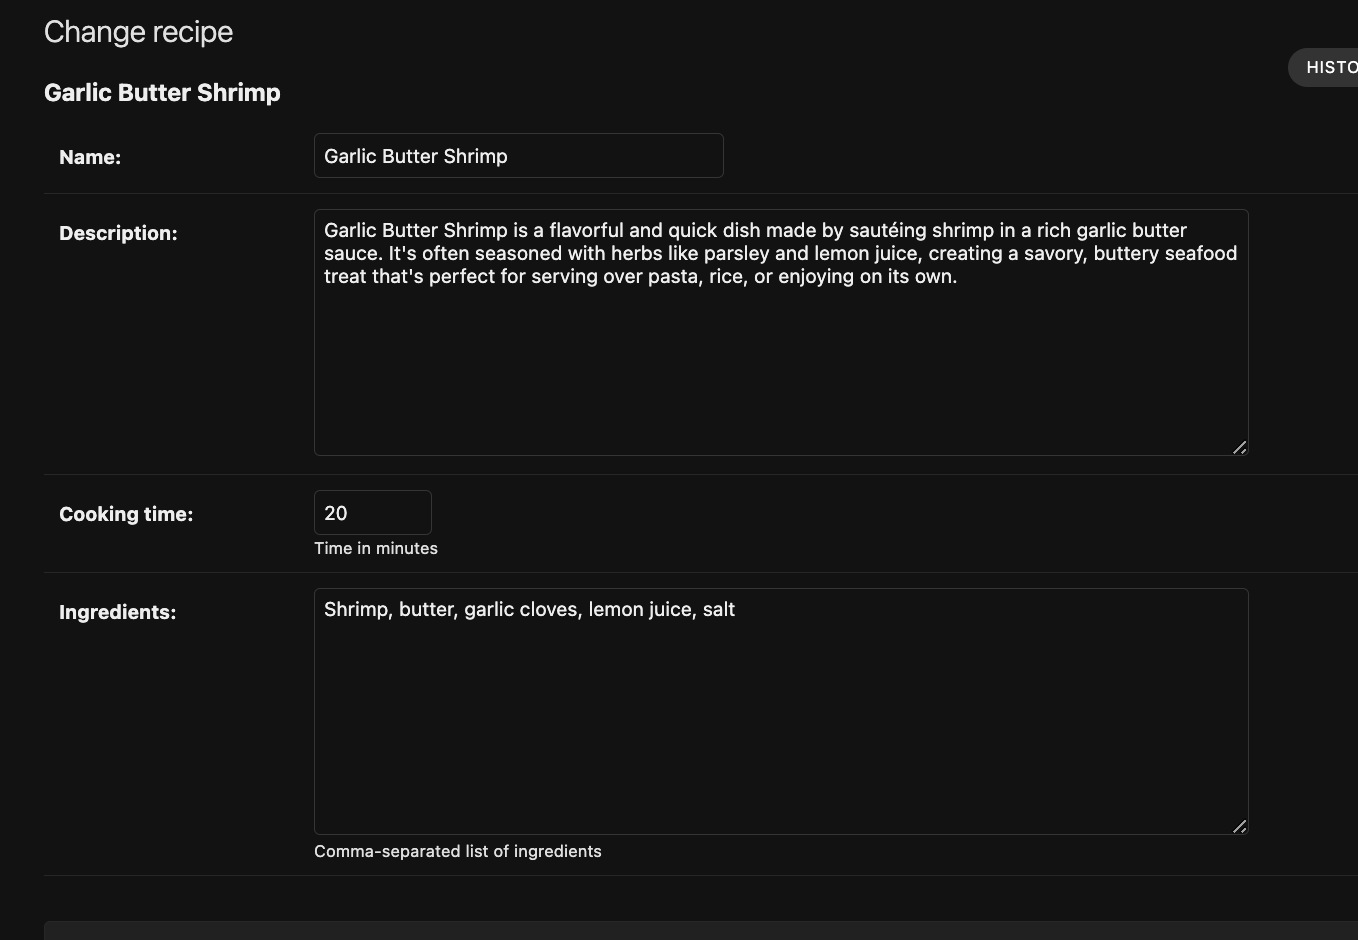 Change recipe
HISTO
Garlic Butter Shrimp
Name:
Garlic Butter Shrimp
Description:
Garlic Butter Shrimp is a flavorful and quick dish made by sautéing shrimp in a rich garlic butter
sauce. It's often seasoned with herbs like parsley and lemon juice, creating a savory, buttery seafood
treat that's perfect for serving over pasta, rice, or enjoying on its own.
Cooking time:
20
Time in minutes
Ingredients:
Shrimp, butter, garlic cloves, lemon juice, salt
Comma-separated list of ingredients